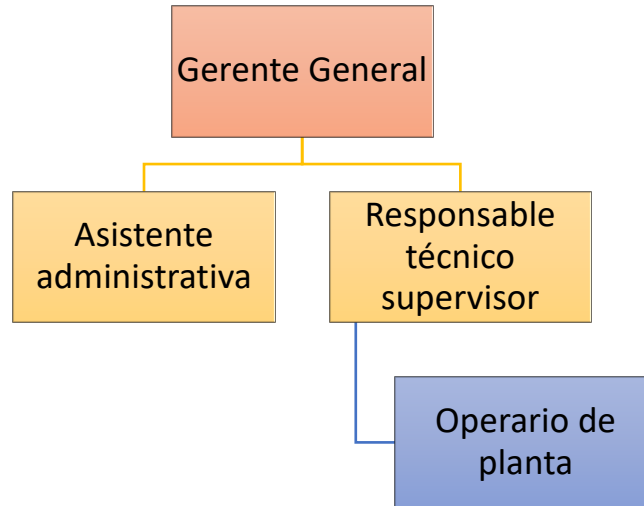 Gerente General
Asistente
administrativa
Responsable
técnico
supervisor
Operario de
planta